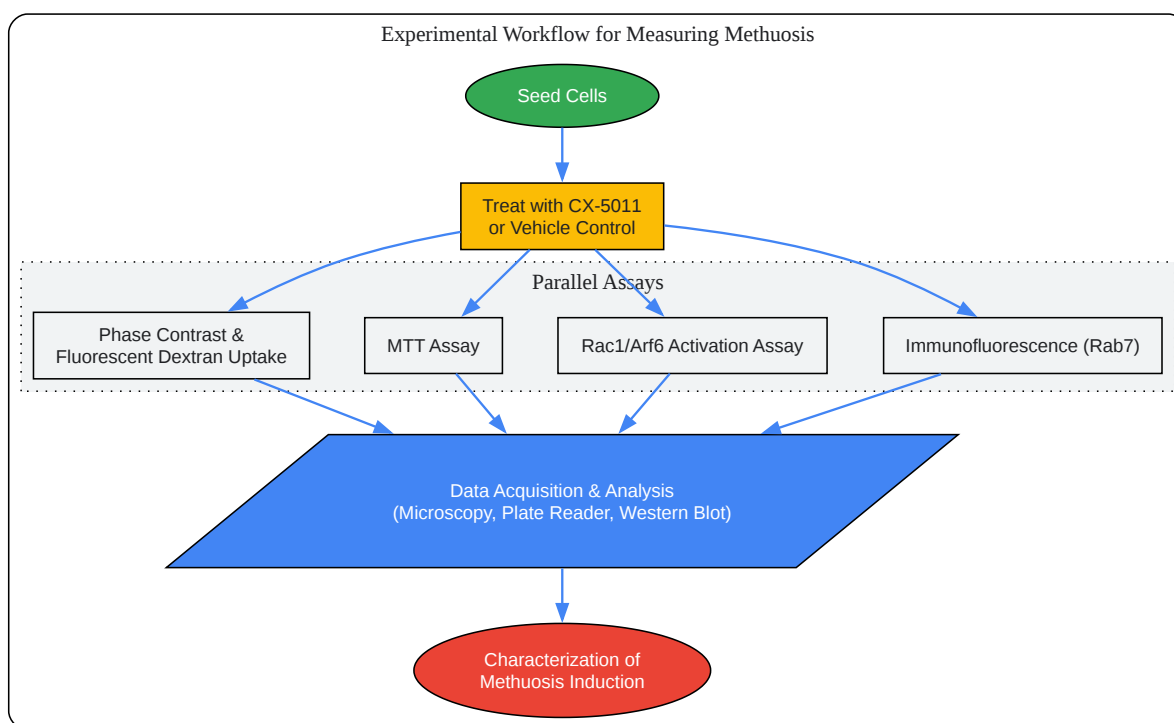 Experimental Workflow for Measuring Methuosis
Seed Cells
Treat with CX-5011
or Vehicle Control
Parallel Assays
Phase Contrast &
Fluorescent Dextran Uptake
MTT Assay
Rac1/Arf6 Activation Assay
Immunofluorescence (Rab7)
Data Acquisition & Analysis
(Microscopy, Plate Reader, Western Blot)
Characterization of
Methuosis Induction